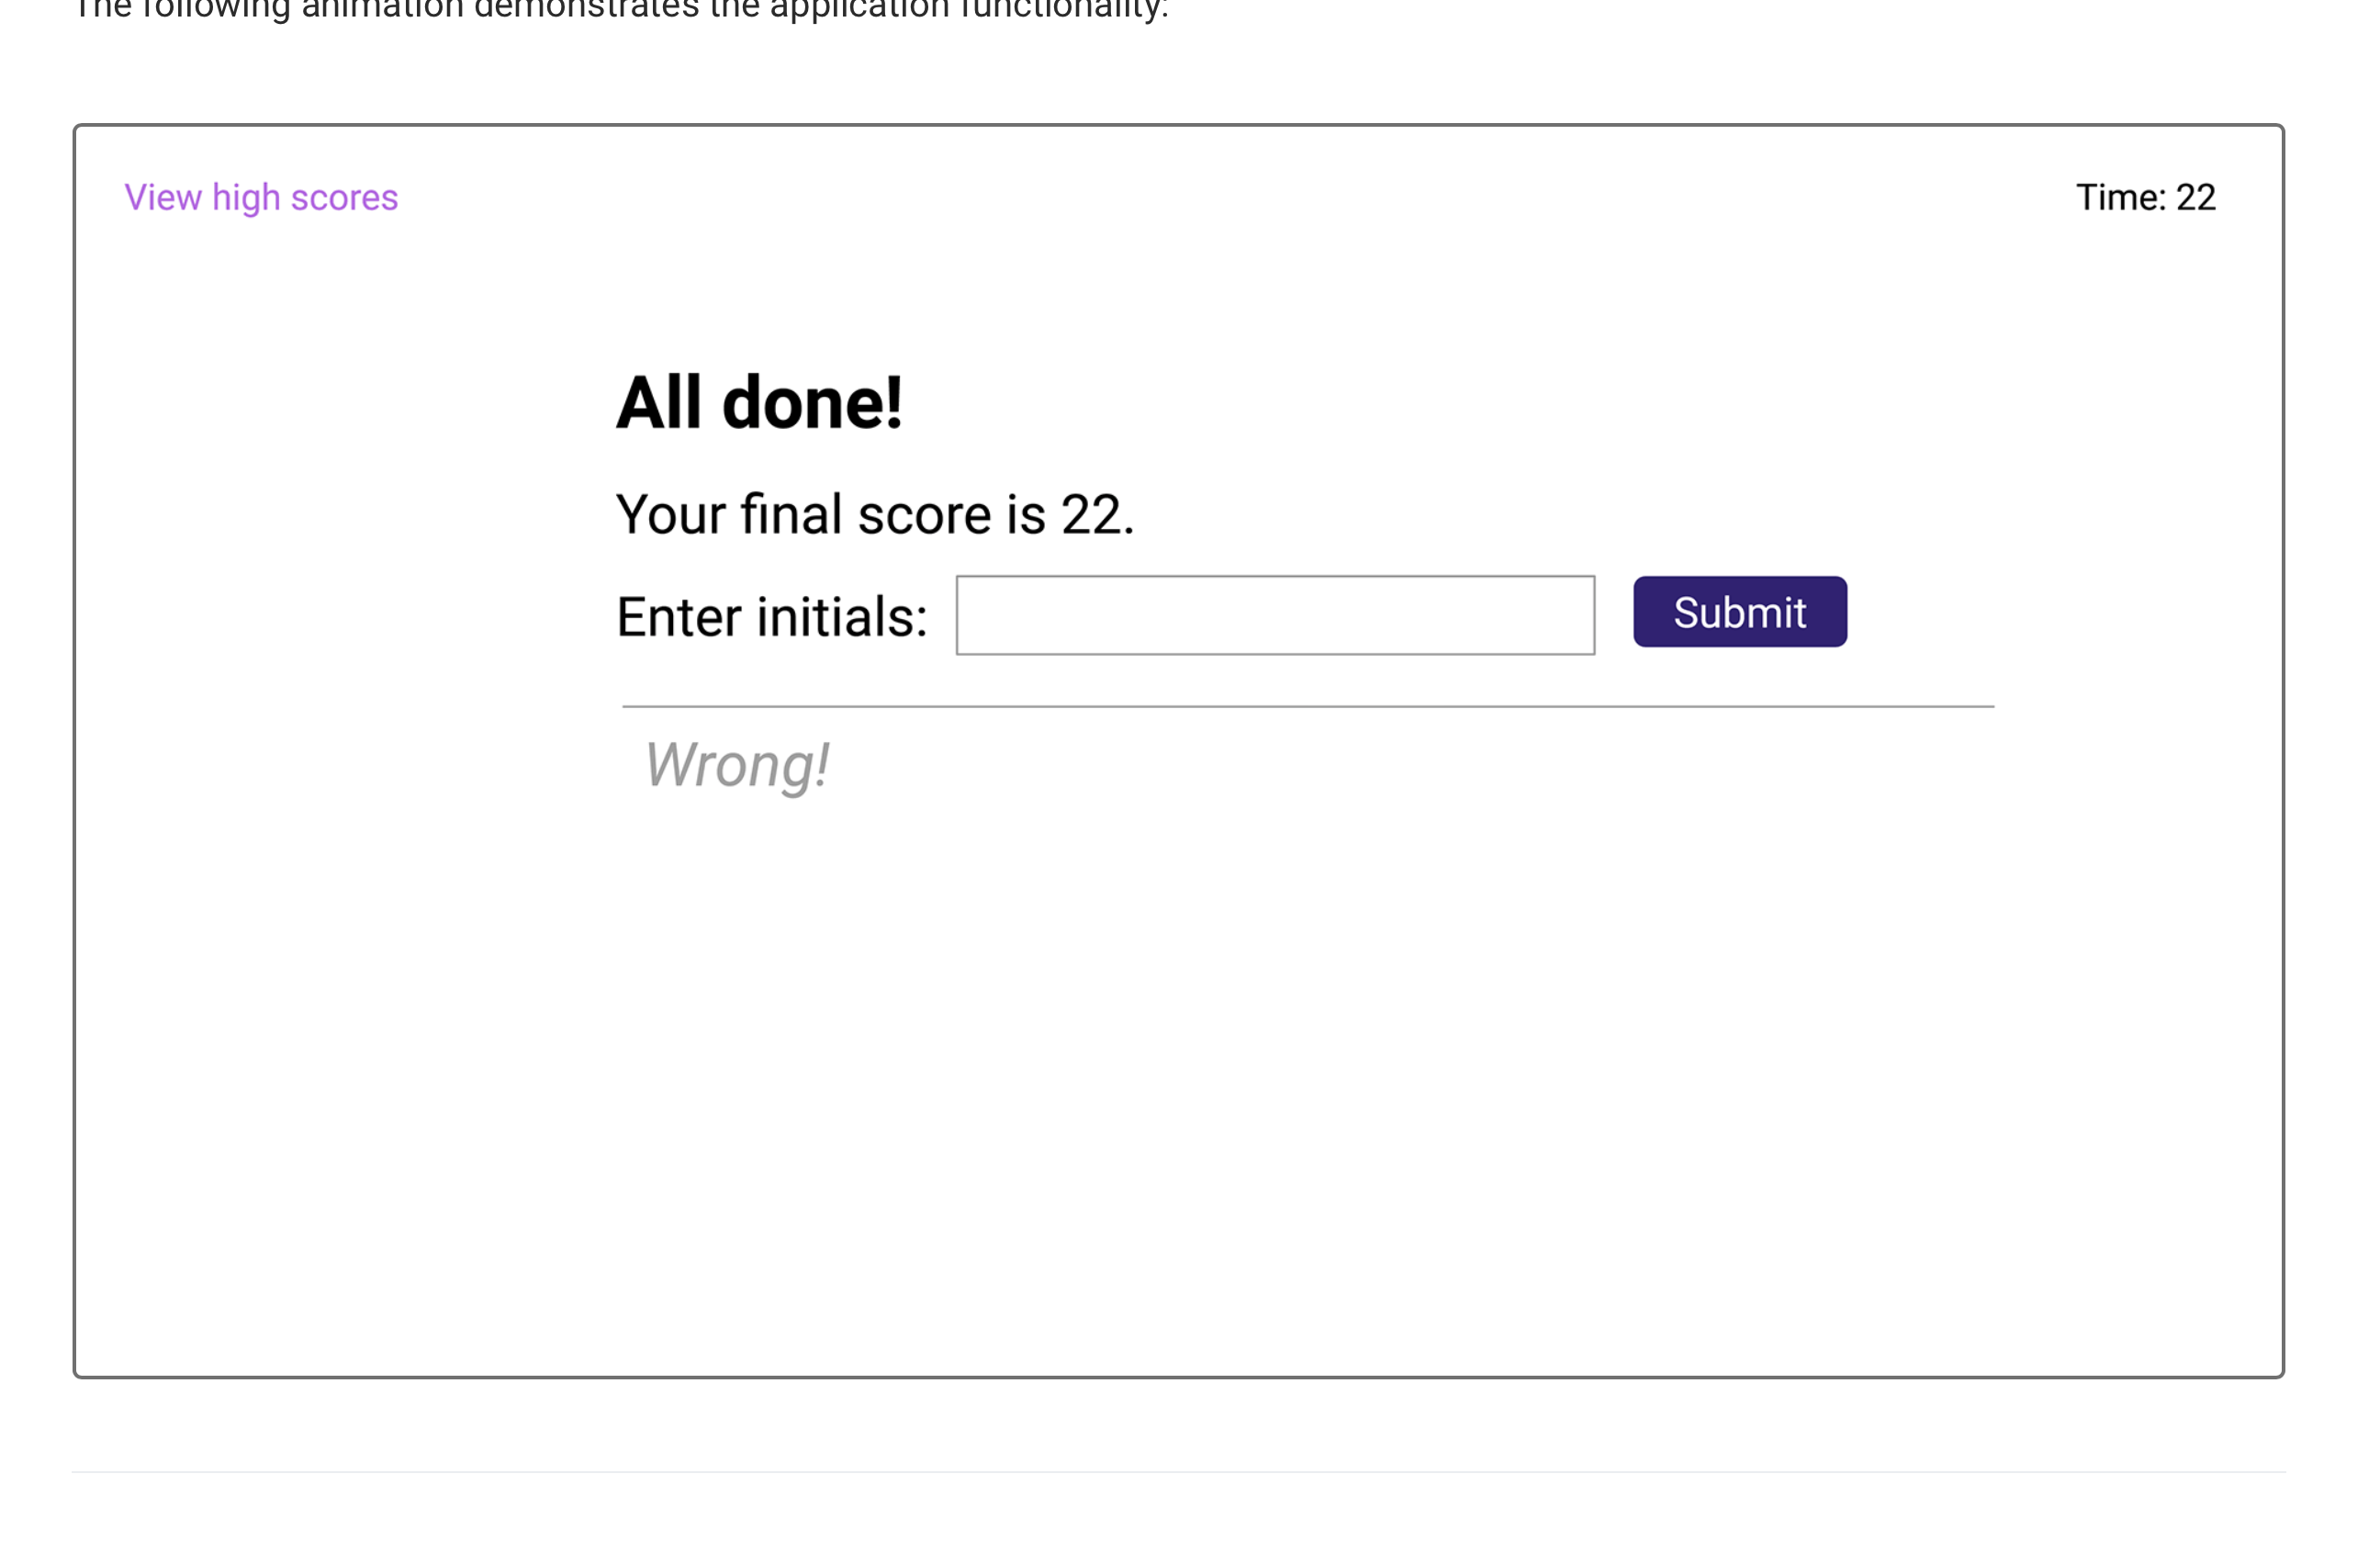 The following animation demonstrates the application functionality:
View high scores
Time: 22
All done!
Your final score is 22.
Enter initials:
Submit
Wrong!